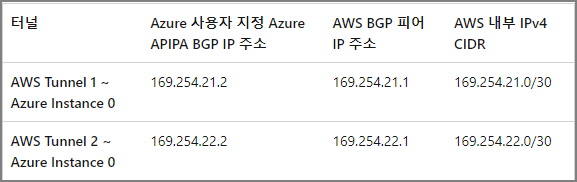 터널
Azure 사용자 지정 Azure
APIPA BGP IP 주소
AWS BGP 피어
IP 주소
AWS 내부 IPv4
CIDR
AWS Tunnel 1 ~
Azure Instance 0
169.254.21.2
169.254.21.1
169.254.21.0/30
AWS Tunnel 2 ~
Azure Instance 0
169.254.22.2
169.254.22.1
169.254.22.0/30